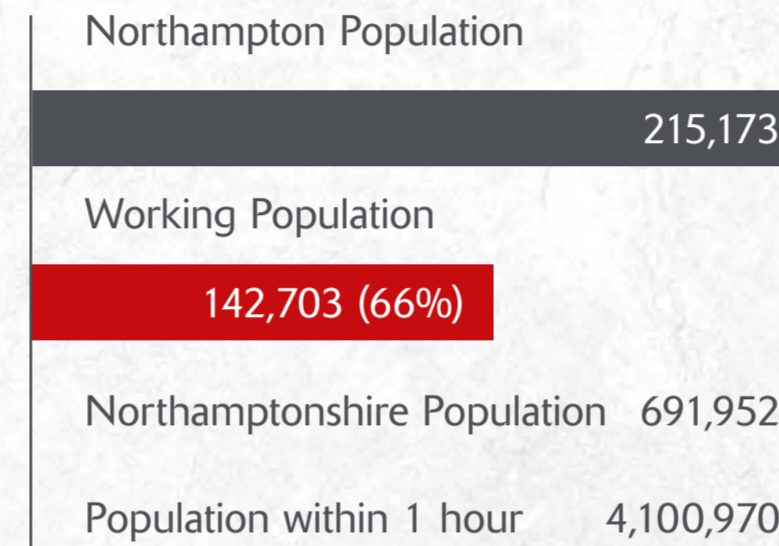 Northampton Population
215,173
Working Population
142,703 (66%)
Northamptonshire Population 691,952
Population within 1 hour 4,100,970